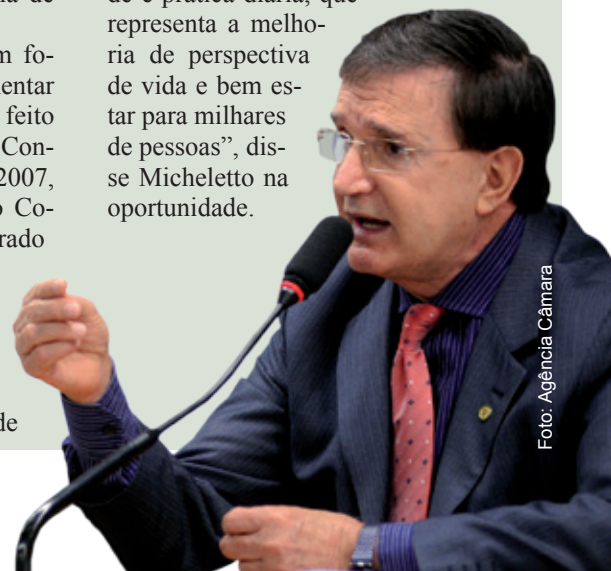 de
m fo-
entar
feito
Con-
2007,
o Co-
rado
de
de e prática diária, que
representa a melho-
ria de perspectiva
de vida e bem es-
tar para milhares
de pessoas”, dis-
se Micheletto na
oportunidade.
Foto: Agência Câmara